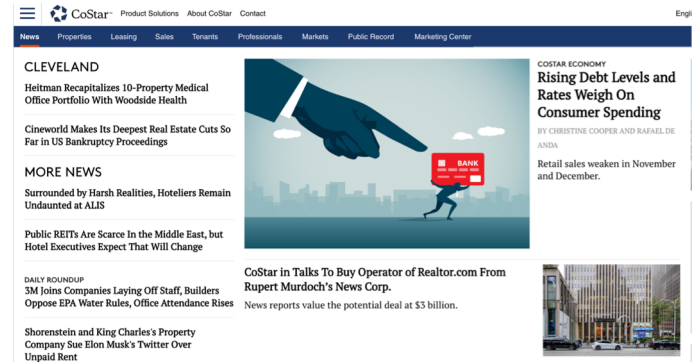 CoStar™
Product Solutions
About CoStar
Contact
Engli
News
Properties
Leasing
Sales
Tenants
Professionals
Markets
Public Record
Marketing Center
CLEVELAND
Heitman Recapitalizes 10-Property Medical
Office Portfolio With Woodside Health
Cineworld Makes Its Deepest Real Estate Cuts So
Far in US Bankruptcy Proceedings
MORE NEWS
Surrounded by Harsh Realities, Hoteliers Remain
Undaunted at ALIS
Public REITs Are Scarce In the Middle East, but
Hotel Executives Expect That Will Change
DAILY ROUNDUP
3M Joins Companies Laying Off Staff, Builders
Oppose EPA Water Rules, Office Attendance Rises
Shorenstein and King Charles's Property
Company Sue Elon Musk's Twitter Over
Unpaid Rent
BANK
COSTAR ECONOMY
Rising Debt Levels and
Rates Weigh On
Consumer Spending
BY CHRISTINE COOPER AND RAFAEL DE
ANDA
Retail sales weaken in November
and December.
CoStar in Talks To Buy Operator of Realtor.com From
Rupert Murdoch's News Corp.
News reports value the potential deal at $3 billion.